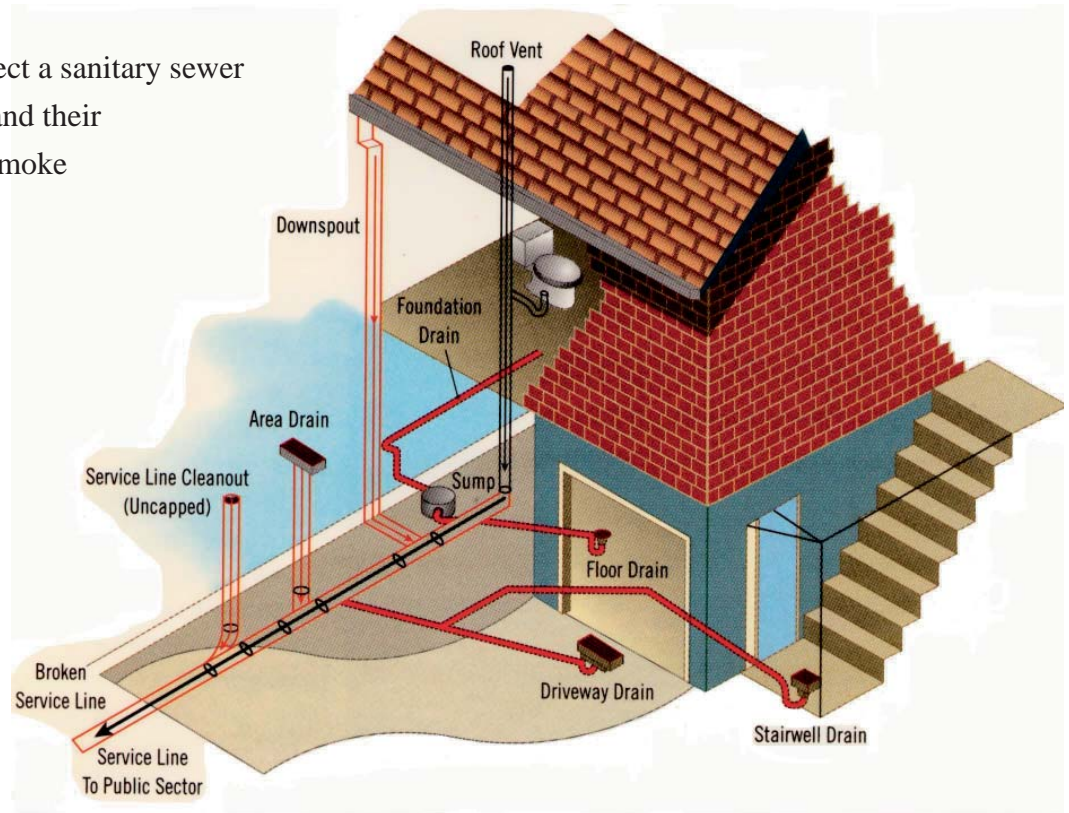 ect a sanitary sewer
and their
moke
Roof Vent
Downspout
Foundation
Drain
Area Drain
Service Line Cleanout
(Uncapped)
Sump
Floor Drain
Broken
Service Line
Driveway Drain
Stairwell Drain
Service Line
To Public Sector